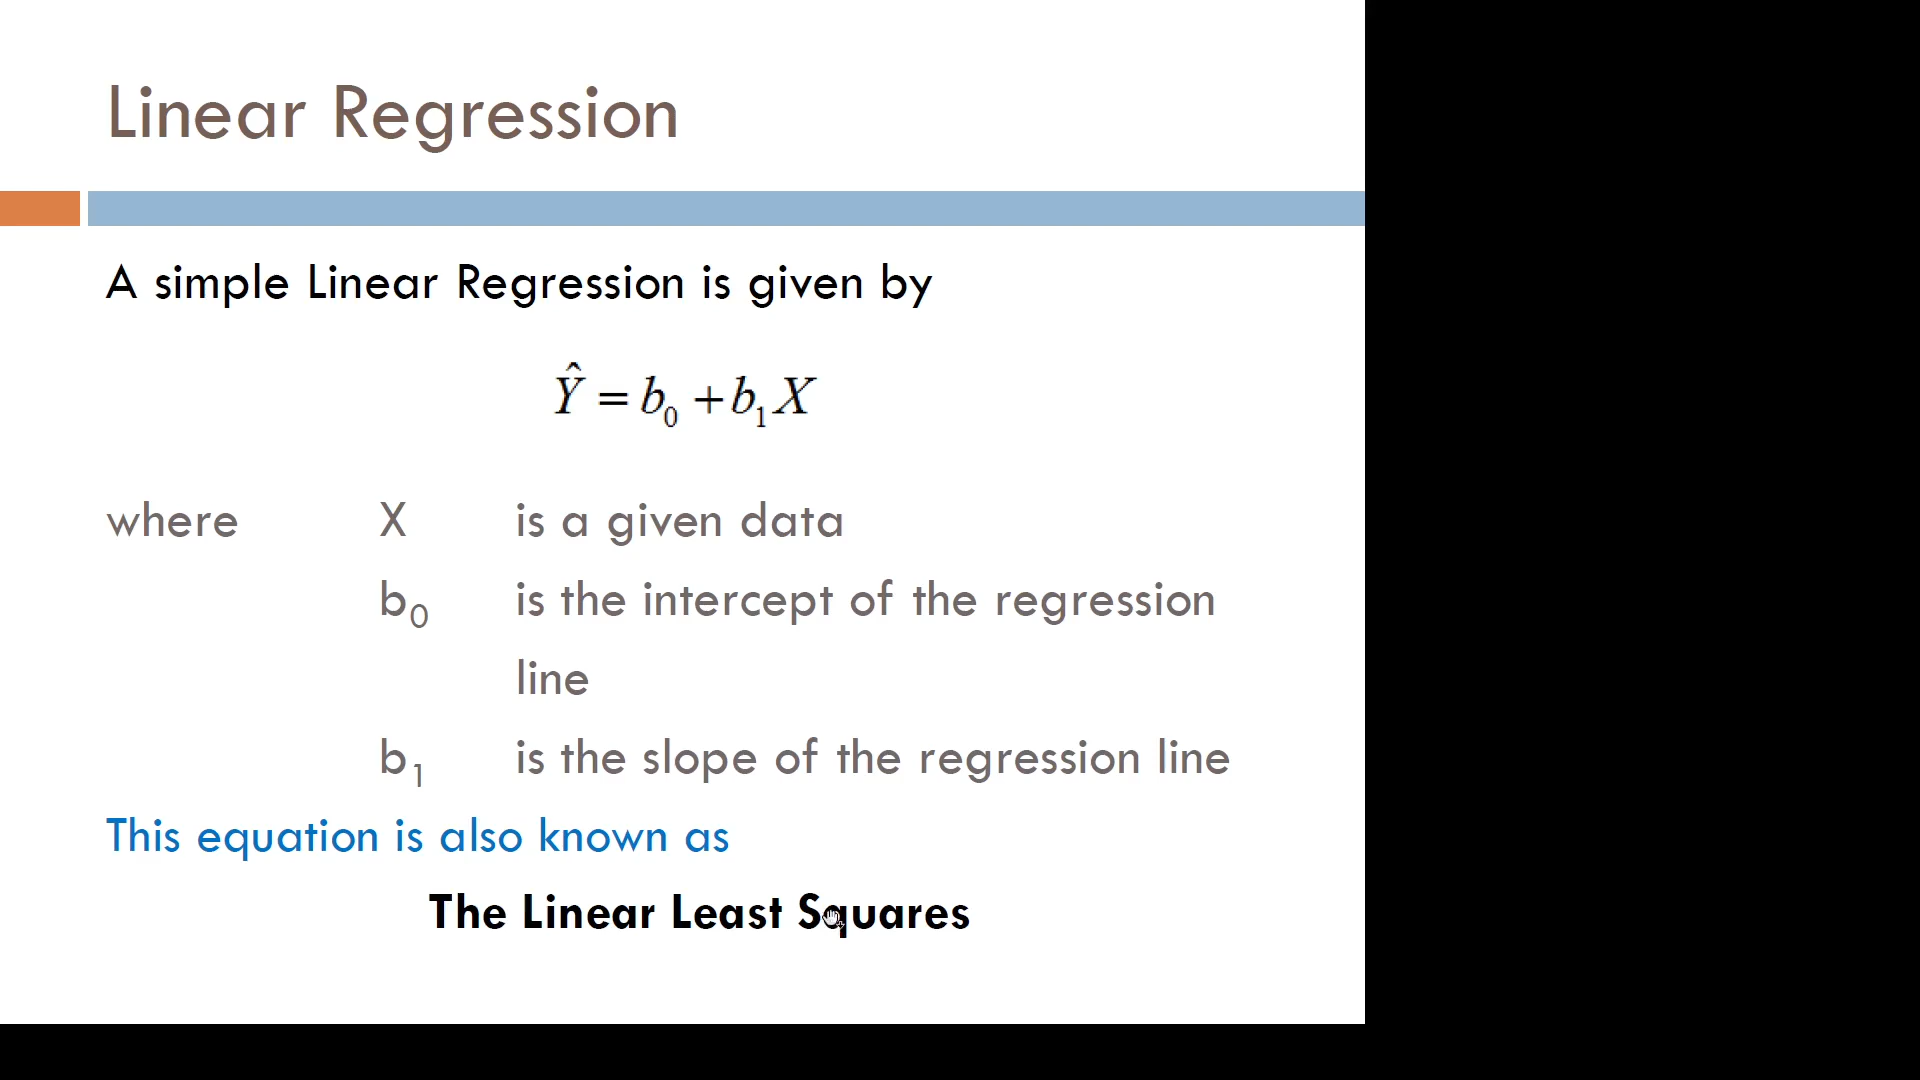 Linear Regression
A simple Linear Regression is given by
Ŷ = b₀ + b₁X
where X is a given data
b₀ is the intercept of the regression
line
b₁ is the slope of the regression line
This equation is also known as
The Linear Least Squares